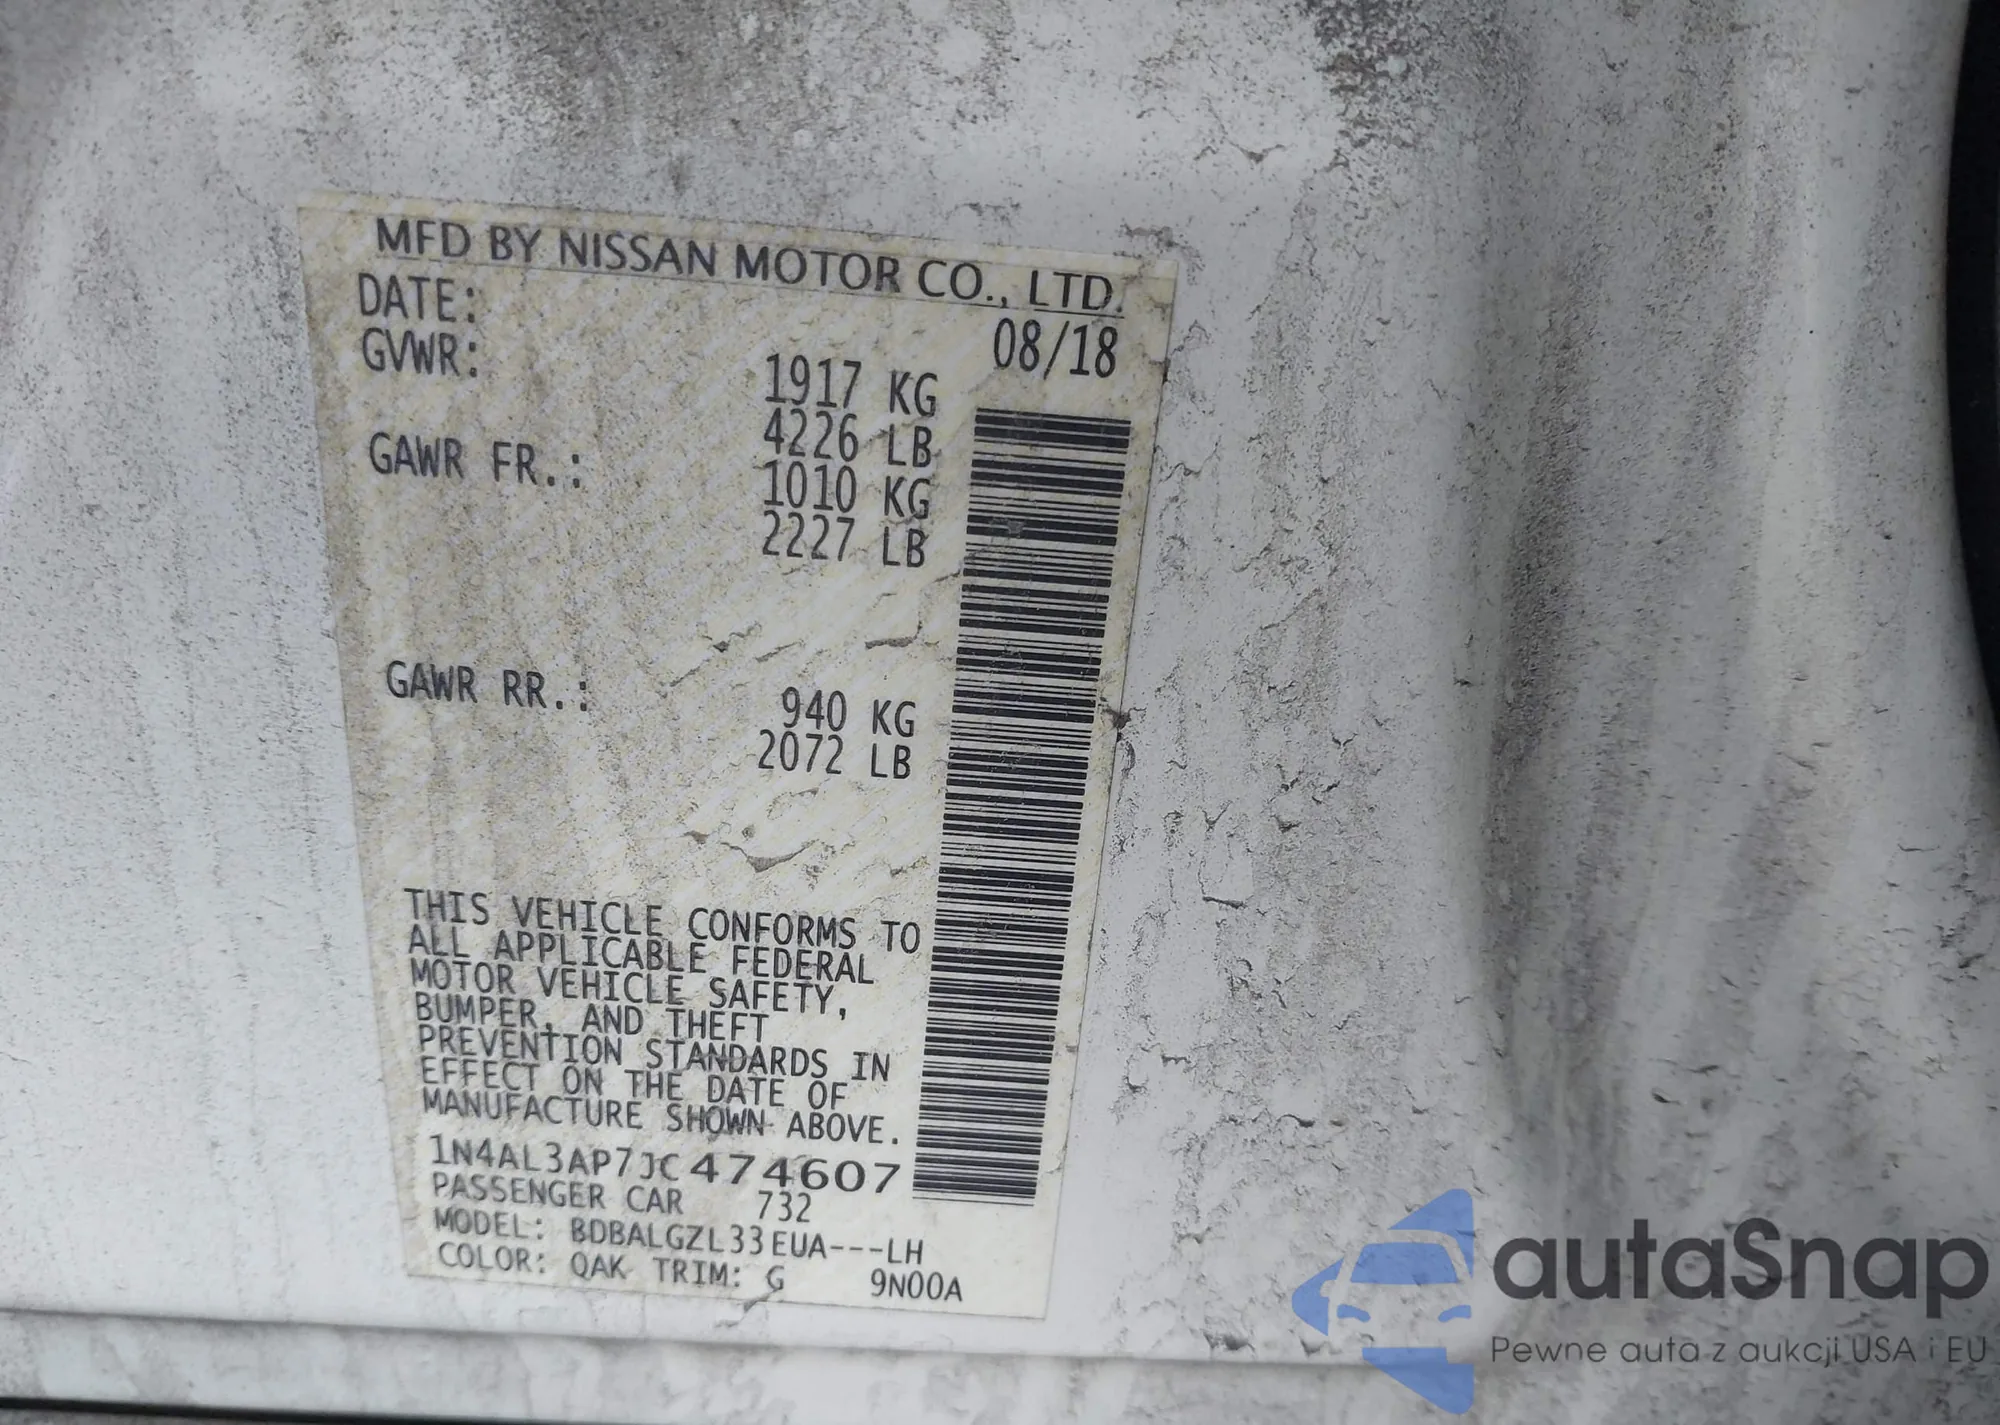 MFD BY NISSAN MOTOR CO., LTD.
DATE: 08/18
GVWR: 1917 KG
4226 LB
GAWR FR.: 1010 KG
2227 LB
GAWR RR.: 940 KG
2072 LB
THIS VEHICLE CONFORMS TO
ALL APPLICABLE FEDERAL
MOTOR VEHICLE SAFETY,
BUMPER, AND THEFT
PREVENTION STANDARDS IN
EFFECT ON THE DATE OF
MANUFACTURE SHOWN ABOVE.
1N4AL3AP7JC474607
PASSENGER CAR 732
MODEL: BDBALGZL33EUA---LH
COLOR: QAK TRIM: G 9N00A
autaSnap
Pewne auta z aukcji USA i EU